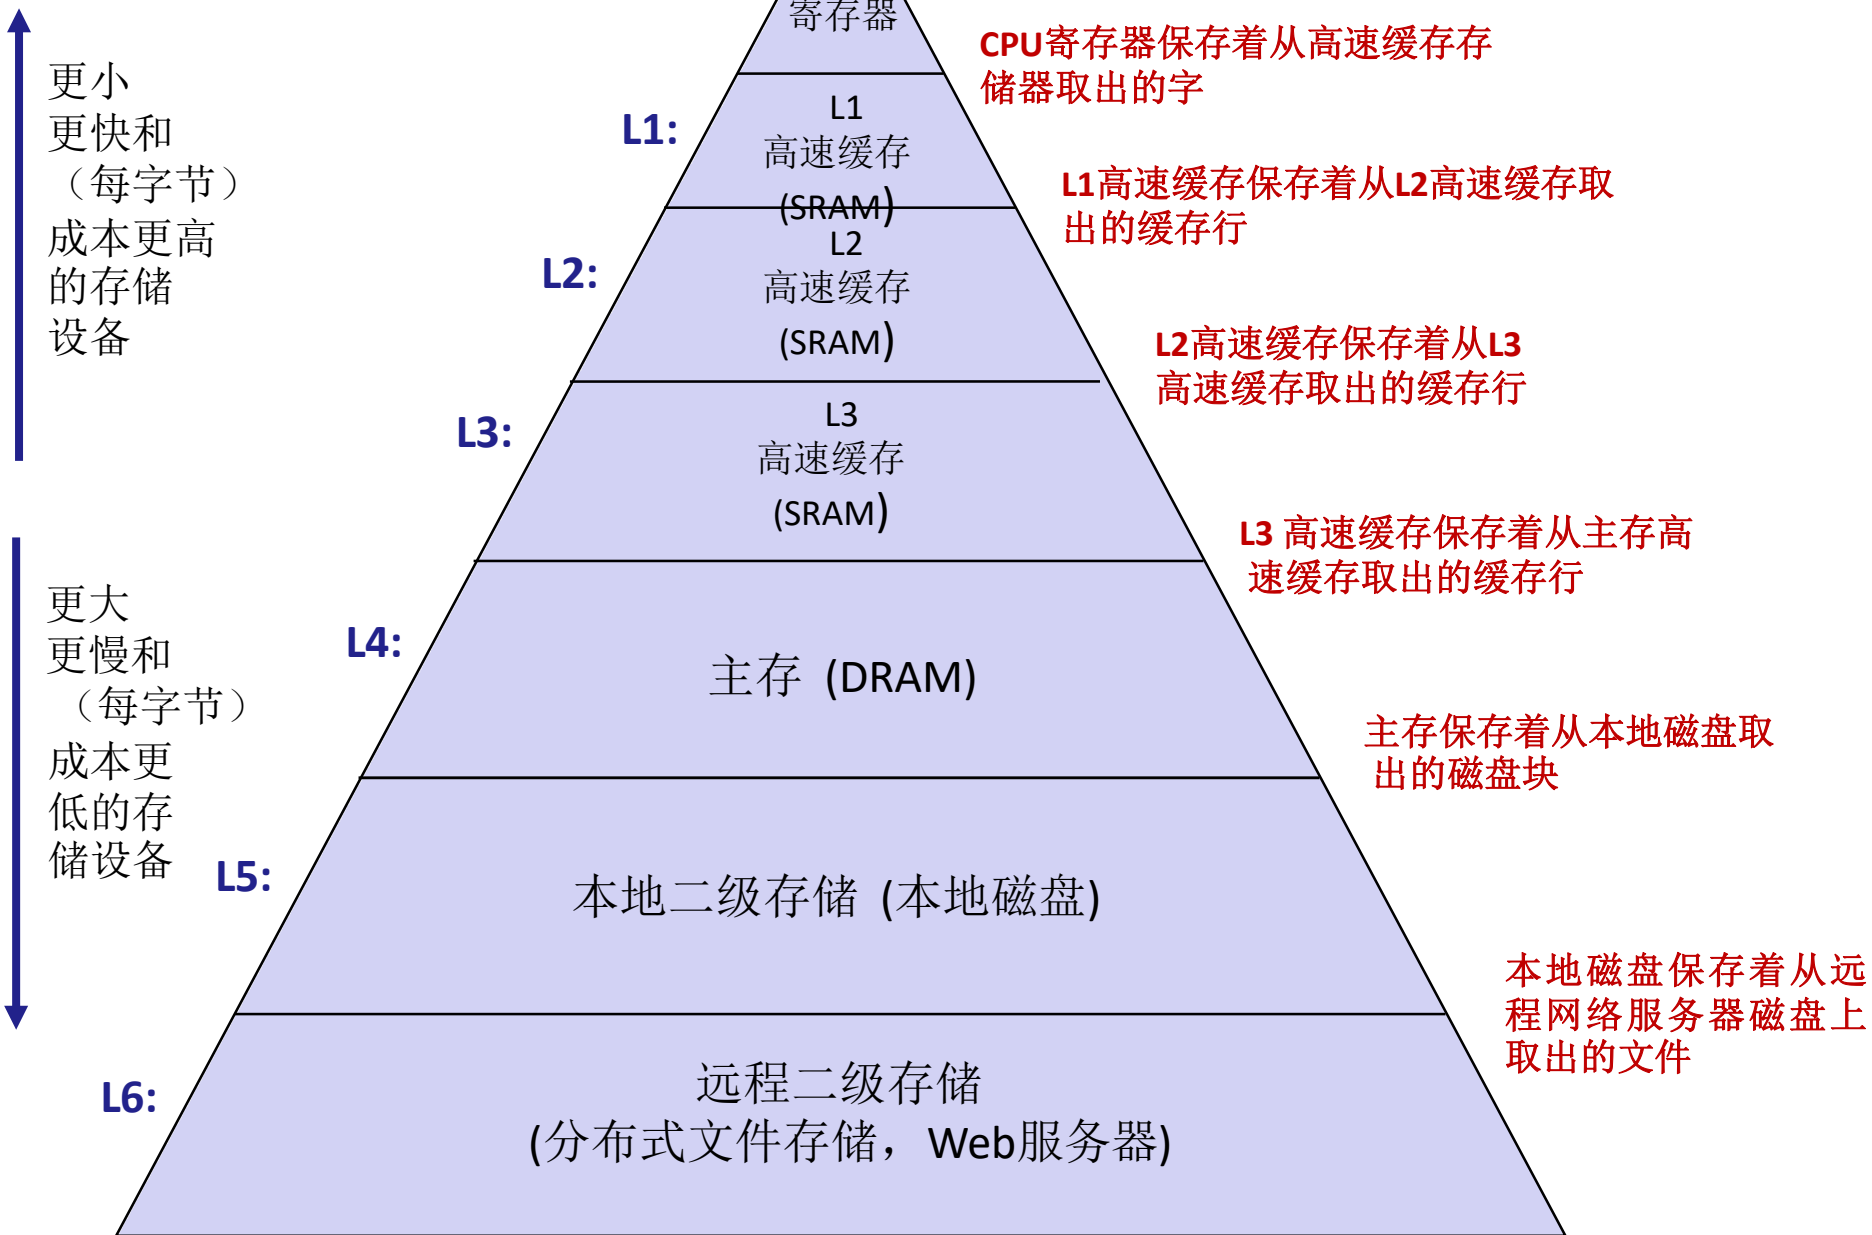 寄存器
CPU寄存器保存着从高速缓存存
储器取出的字
更小
更快和
（每字节）
成本更高
的存储
设备
L1:
L1
高速缓存
(SRAM)
L1高速缓存保存着从L2高速缓存取
出的缓存行
L2:
L2
高速缓存
(SRAM)
L2高速缓存保存着从L3
高速缓存取出的缓存行
L3:
L3
高速缓存
(SRAM)
L3 高速缓存保存着从主存高
速缓存取出的缓存行
更大
更慢和
（每字节）
成本更
低的存
储设备
L4:
主存 (DRAM)
主存保存着从本地磁盘取
出的磁盘块
L5:
本地二级存储 (本地磁盘)
本地磁盘保存着从远
程网络服务器磁盘上
取出的文件
L6:
远程二级存储
(分布式文件存储，Web服务器)